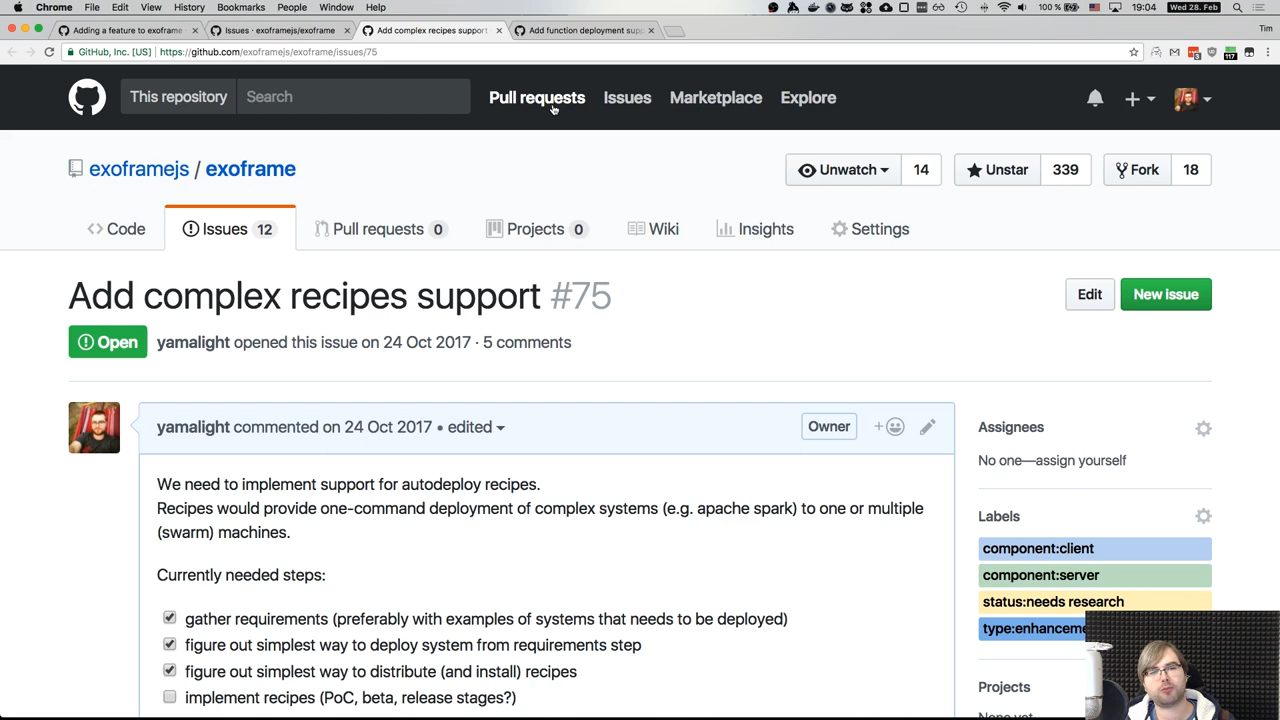 Chrome File Edit View History Bookmarks People Window Help 100 % 19:04 Wed 28. Feb
Adding a feature to exoframe × Issues · exoframejs/exoframe × Add complex recipes support × Add function deployment supp × Tim
GitHub, Inc. [US] https://github.com/exoframejs/exoframe/issues/75
This repository Search Pull requests Issues Marketplace Explore
exoframejs / exoframe Unwatch 14 Unstar 339 Fork 18
Code Issues 12 Pull requests 0 Projects 0 Wiki Insights Settings
Add complex recipes support #75 Edit New issue
Open yamalight opened this issue on 24 Oct 2017 · 5 comments
yamalight commented on 24 Oct 2017 • edited Owner Assignees
No one—assign yourself
We need to implement support for autodeploy recipes.
Recipes would provide one-command deployment of complex systems (e.g. apache spark) to one or multiple
(swarm) machines.
Labels
component:client
component:server
status:needs research
type:enhanceme
Currently needed steps:
gather requirements (preferably with examples of systems that needs to be deployed)
figure out simplest way to deploy system from requirements step
figure out simplest way to distribute (and install) recipes
implement recipes (PoC, beta, release stages?)
Projects